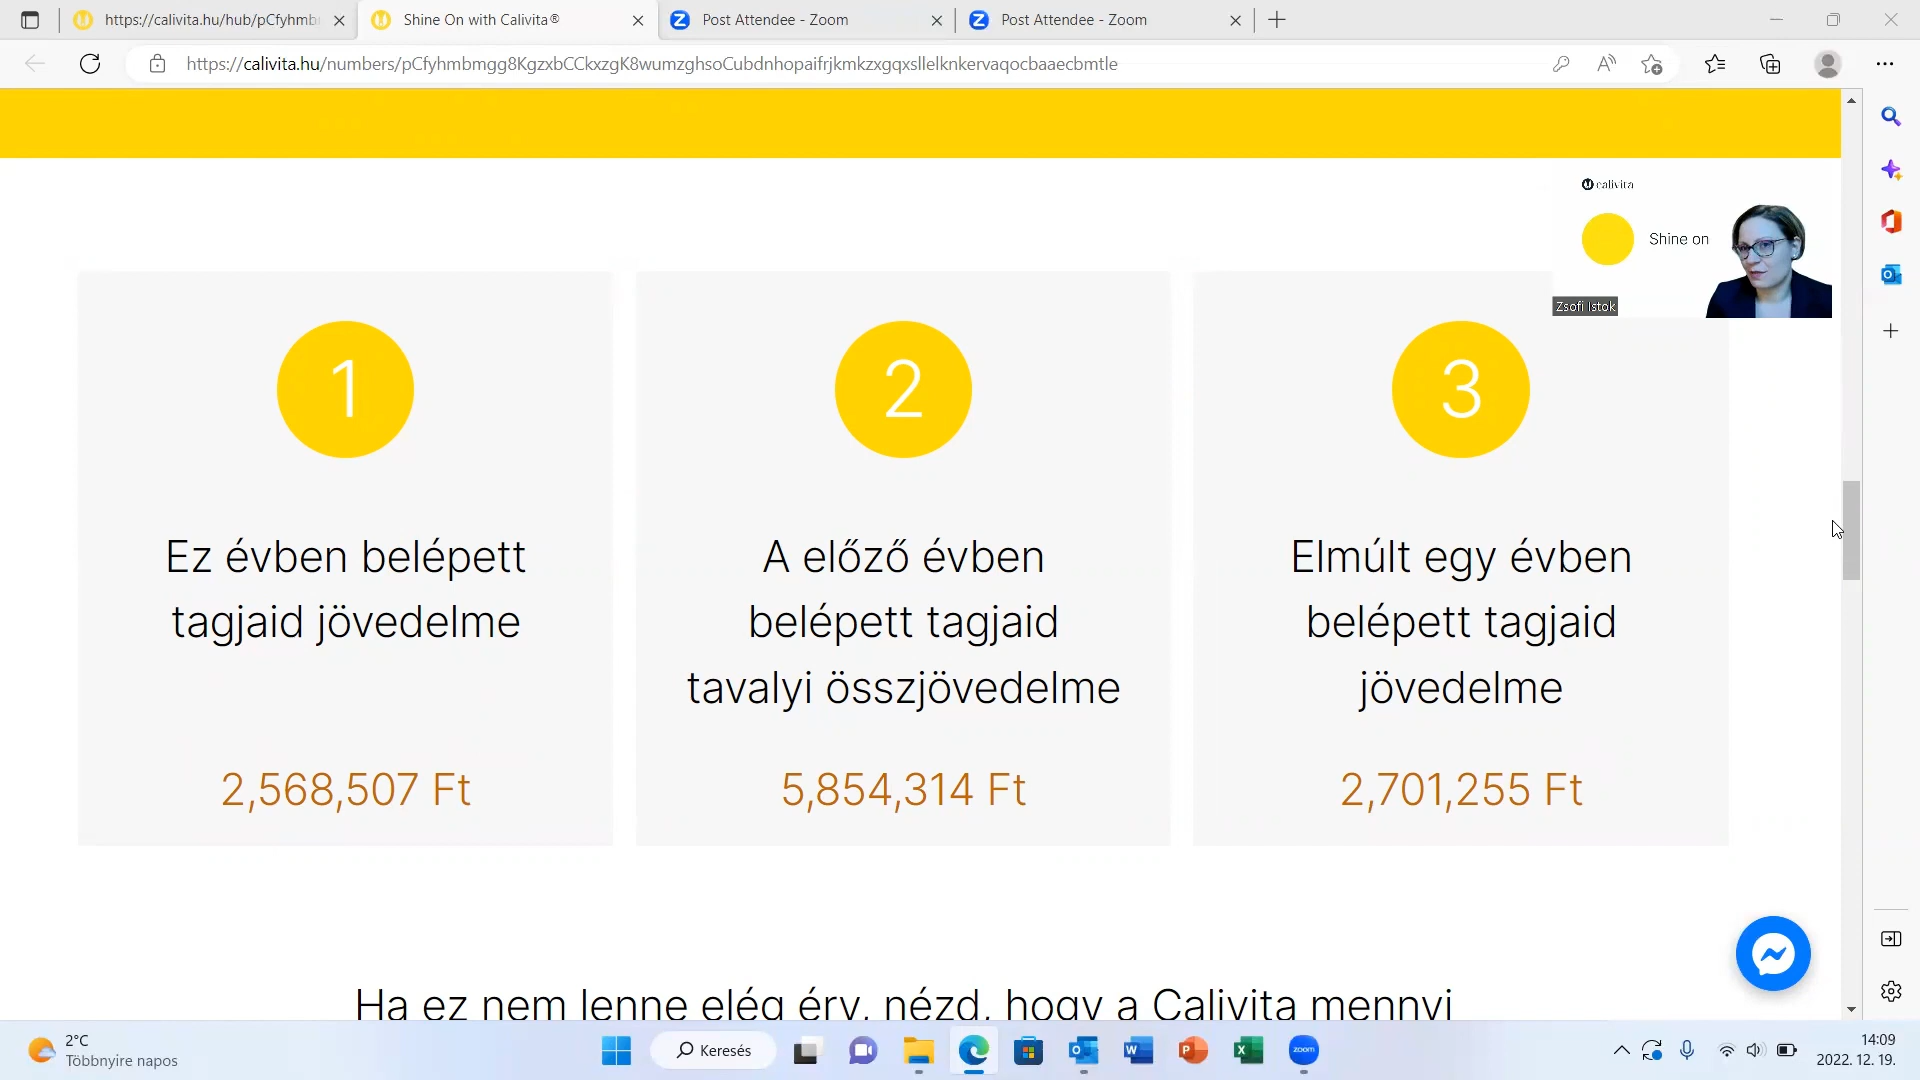 https://calivita.hu/hub/pCfyhmb
Shine On with Calivita®
Post Attendee - Zoom
Post Attendee - Zoom
https://calivita.hu/numbers/pCfyhmbmgg8KgzxbCCkxzgK8wumzghsoCubdnhopaifrjkmkzxgqxsllelknkervaqocbaaecbmtle
calivita
Shine on
Zsofi Istok
1
Ez évben belépett
tagjaid jövedelme
2,568,507 Ft
2
A előző évben
belépett tagjaid
tavalyi összjövedelme
5,854,314 Ft
3
Elmúlt egy évben
belépett tagjaid
jövedelme
2,701,255 Ft
Ha ez nem lenne elég érv, nézd, hogy a Calivita mennyi
2°C
Többnyire napos
Keresés
zoom
14:09
2022. 12. 19.